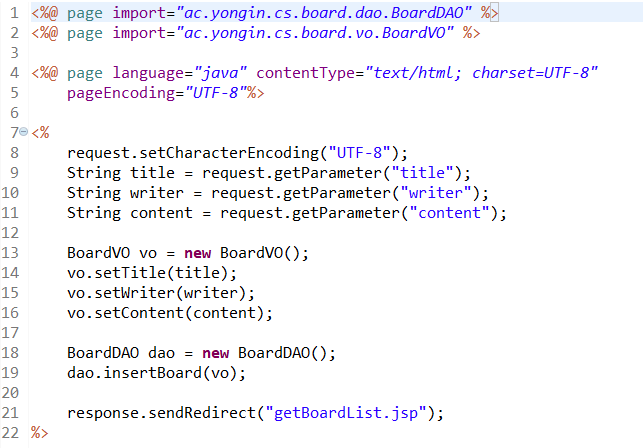 1 <%@ page import="ac.yongin.cs.board.dao.BoardDAO" %>
2 <%@ page import="ac.yongin.cs.board.vo.BoardVO" %>
3
4 <%@ page language="java" contentType="text/html; charset=UTF-8"
5     pageEncoding="UTF-8"%>
6
7 <%
8     request.setCharacterEncoding("UTF-8");
9     String title = request.getParameter("title");
10     String writer = request.getParameter("writer");
11     String content = request.getParameter("content");
12
13     BoardVO vo = new BoardVO();
14     vo.setTitle(title);
15     vo.setWriter(writer);
16     vo.setContent(content);
17
18     BoardDAO dao = new BoardDAO();
19     dao.insertBoard(vo);
20
21     response.sendRedirect("getBoardList.jsp");
22 %>